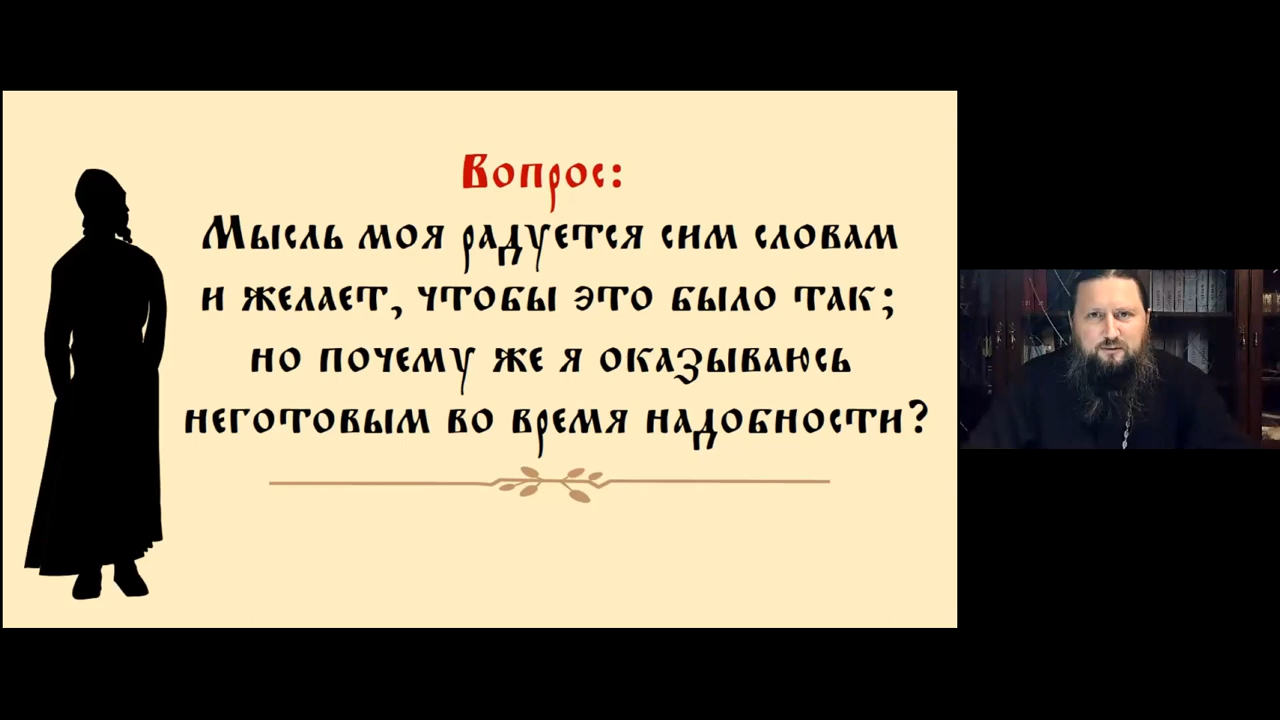 Вопрос:
Мысль моя радуется сим словам
и желает, чтобы это было так;
но почему же я оказываюсь
неготовым во время надобности?